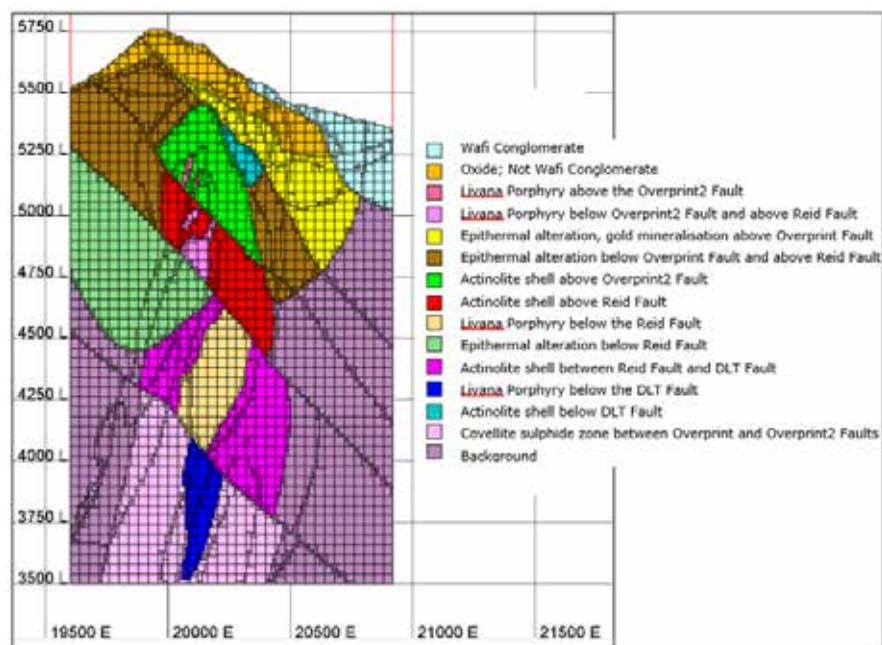 5750 L
5500 L
5250 L
5000 L
4750 L
4500 L
4250 L
4000 L
3750 L
3500 L
19500 E
20000 E
20500 E
21000 E
21500 E
Wafi Conglomerate
Oxide; Not Wafi Conglomerate
Livana Porphyry above the Overprint2 Fault
Livana Porphyry below Overprint2 Fault and above Reid Fault
Epithermal alteration, gold mineralisation above Overprint Fault
Epithermal alteration below Overprint Fault and above Reid Fault
Actinolite shell above Overprint2 Fault
Actinolite shell above Reid Fault
Livana Porphyry below the Reid Fault
Epithermal alteration below Reid Fault
Actinolite shell between Reid Fault and DLT Fault
Livana Porphyry below the DLT Fault
Actinolite shell below DLT Fault
Covellite sulphide zone between Overprint and Overprint2 Faults
Background